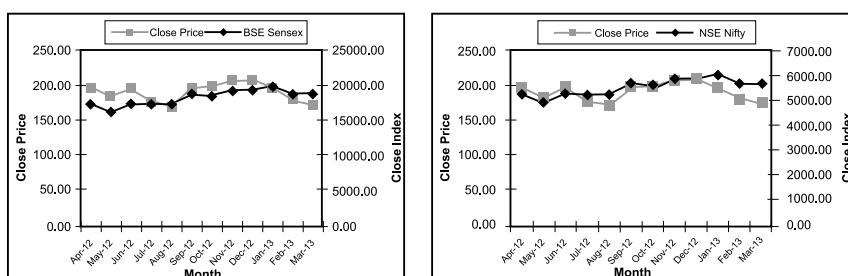 Close Price BSE Sensex
250.00
200.00
150.00
100.00
50.00
0.00
Close Price
25000.00
20000.00
15000.00
10000.00
5000.00
0.00
Close Index
Apr-12
May-12
Jun-12
Jul-12
Aug-12
Sep-12
Oct-12
Nov-12
Dec-12
Jan-13
Feb-13
Mar-13
Month
Close Price NSE Nifty
250.00
200.00
150.00
100.00
50.00
0.00
Close Price
7000.00
6000.00
5000.00
4000.00
3000.00
2000.00
1000.00
0.00
Close Index
Apr-12
May-12
Jun-12
Jul-12
Aug-12
Sep-12
Oct-12
Nov-12
Dec-12
Jan-13
Feb-13
Mar-13
Month